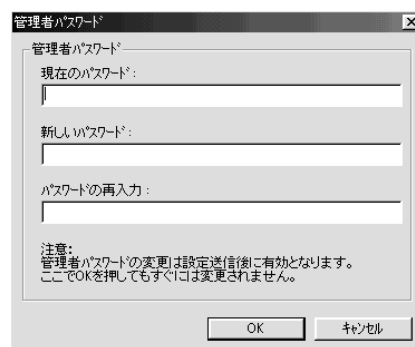 管理者ﾊﾟｽﾜｰﾄﾞ
管理者ﾊﾟｽﾜｰﾄﾞ
現在のﾊﾟｽﾜｰﾄﾞ:
新しいﾊﾟｽﾜｰﾄﾞ:
ﾊﾟｽﾜｰﾄﾞの再入力:
注意:
管理者ﾊﾟｽﾜｰﾄﾞの変更は設定送信後に有効となります。
ここでOKを押してもすぐには変更されません。
OK
ｷｬﾝｾﾙ